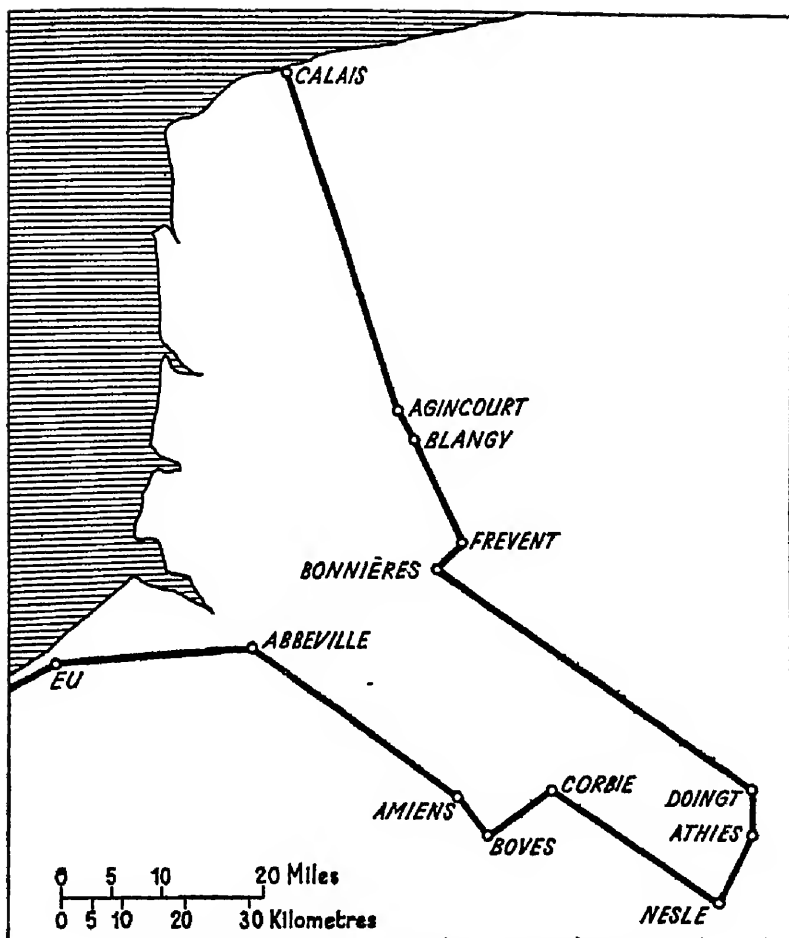 CALAIS
AGINCOURT
BLANGY
FREVENT
BONNIÈRES
ABBEVILLE
EU
CORBIE
DOINGT
AMIENS
ATHIES
BOVES
NESLE
0 5 10 20 Miles
0 5 10 20 30 Kilometres